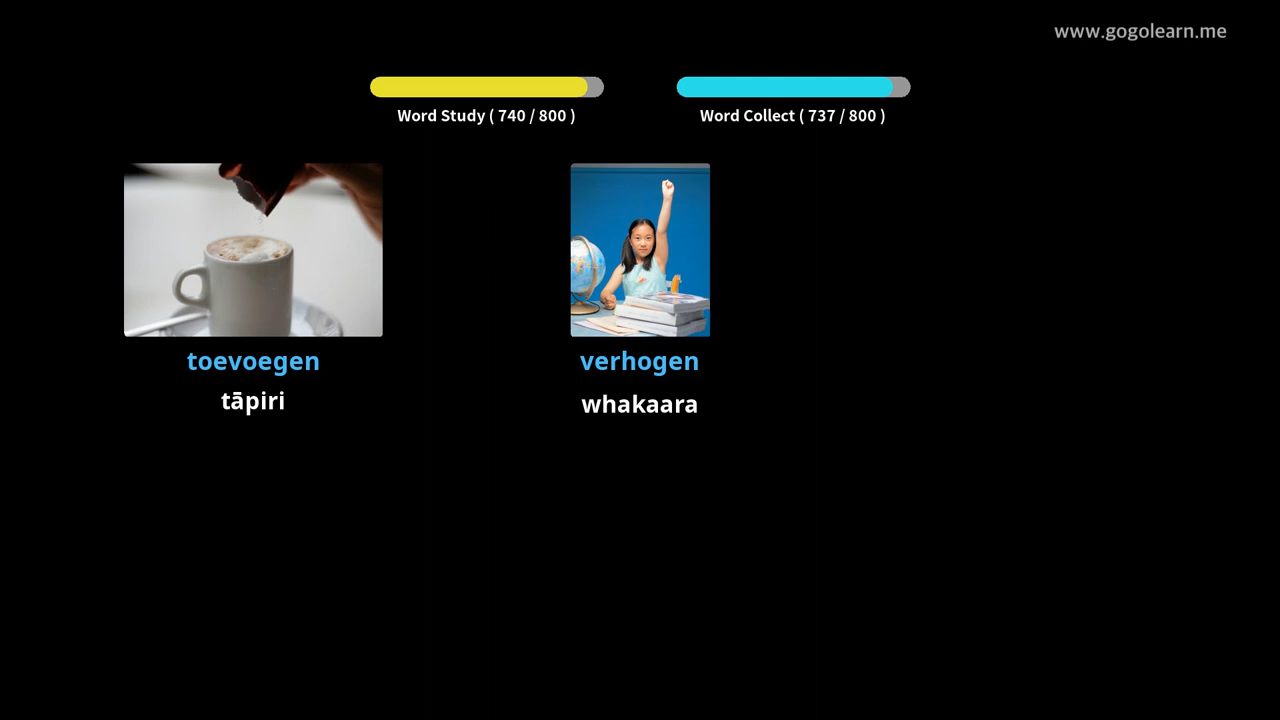 www.gogolearn.me
Word Study ( 740 / 800 )
Word Collect ( 737 / 800 )
toevoegen
verhogen
tāpiri
whakaara